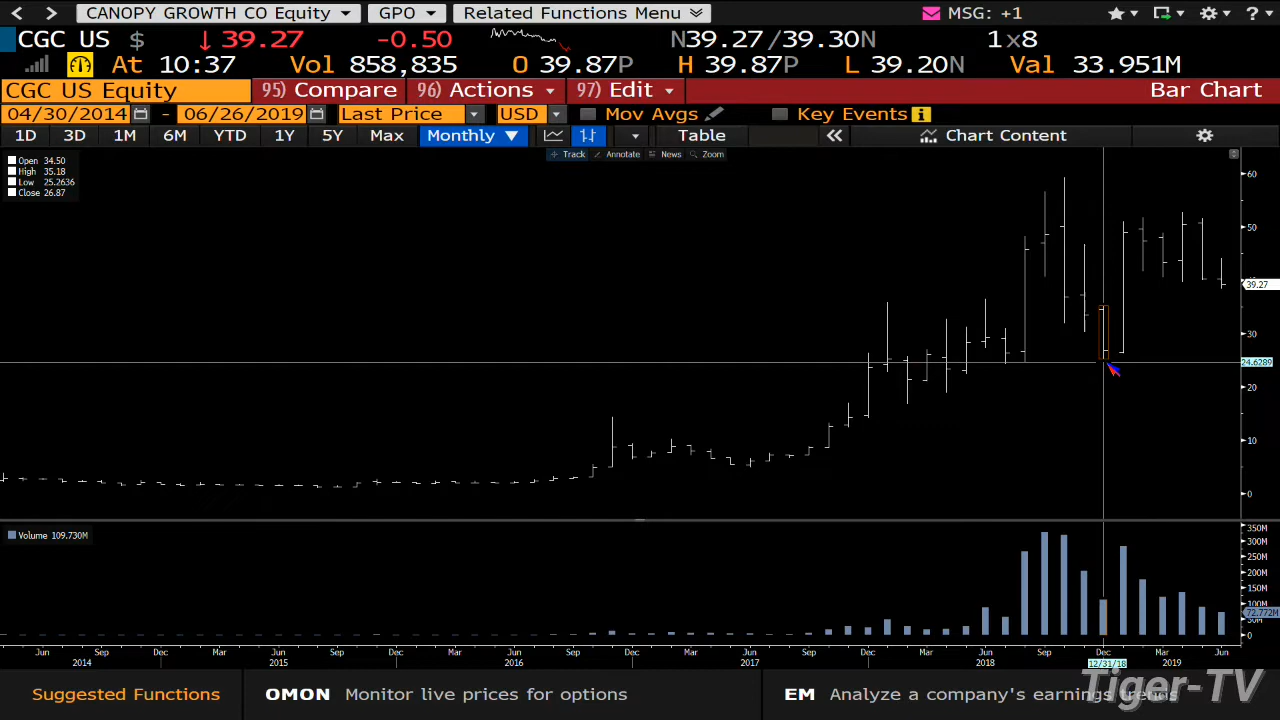 CANOPY GROWTH CO Equity GPO Related Functions Menu MSG: +1 ?
CGC US $ ↓ 39.27 -0.50 N39.27 /39.30N 1x8
At 10:37 Vol 858,835 O 39.87P H 39.87P L 39.20N Val 33.951M
CGC US Equity 95) Compare 96) Actions 97) Edit Bar Chart
04/30/2014 - 06/26/2019 Last Price USD Mov Avgs Key Events i
1D 3D 1M 6M YTD 1Y 5Y Max Monthly ▼ Table « Chart Content
Track Annotate News Zoom
Open 34.50
High 35.18
Low 25.2636
Close 26.87
60
50
40
39.27
30
24.6289
20
10
0
Volume 109.730M
350M
300M
250M
200M
150M
100M
72.772M
50M
0
Jun Sep Dec Mar Jun Sep Dec Mar Jun Sep Dec Mar Jun Sep Dec Mar Jun Sep Dec Mar Jun
2014 2015 2016 2017 2018 12/31/18 2019
Suggested Functions OMON Monitor live prices for options EM Analyze a company's earnings trends
Tiger-TV